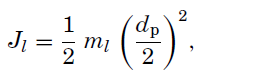 J_l = \frac{1}{2} m_l \left( \frac{d_p}{2} \right)^2,